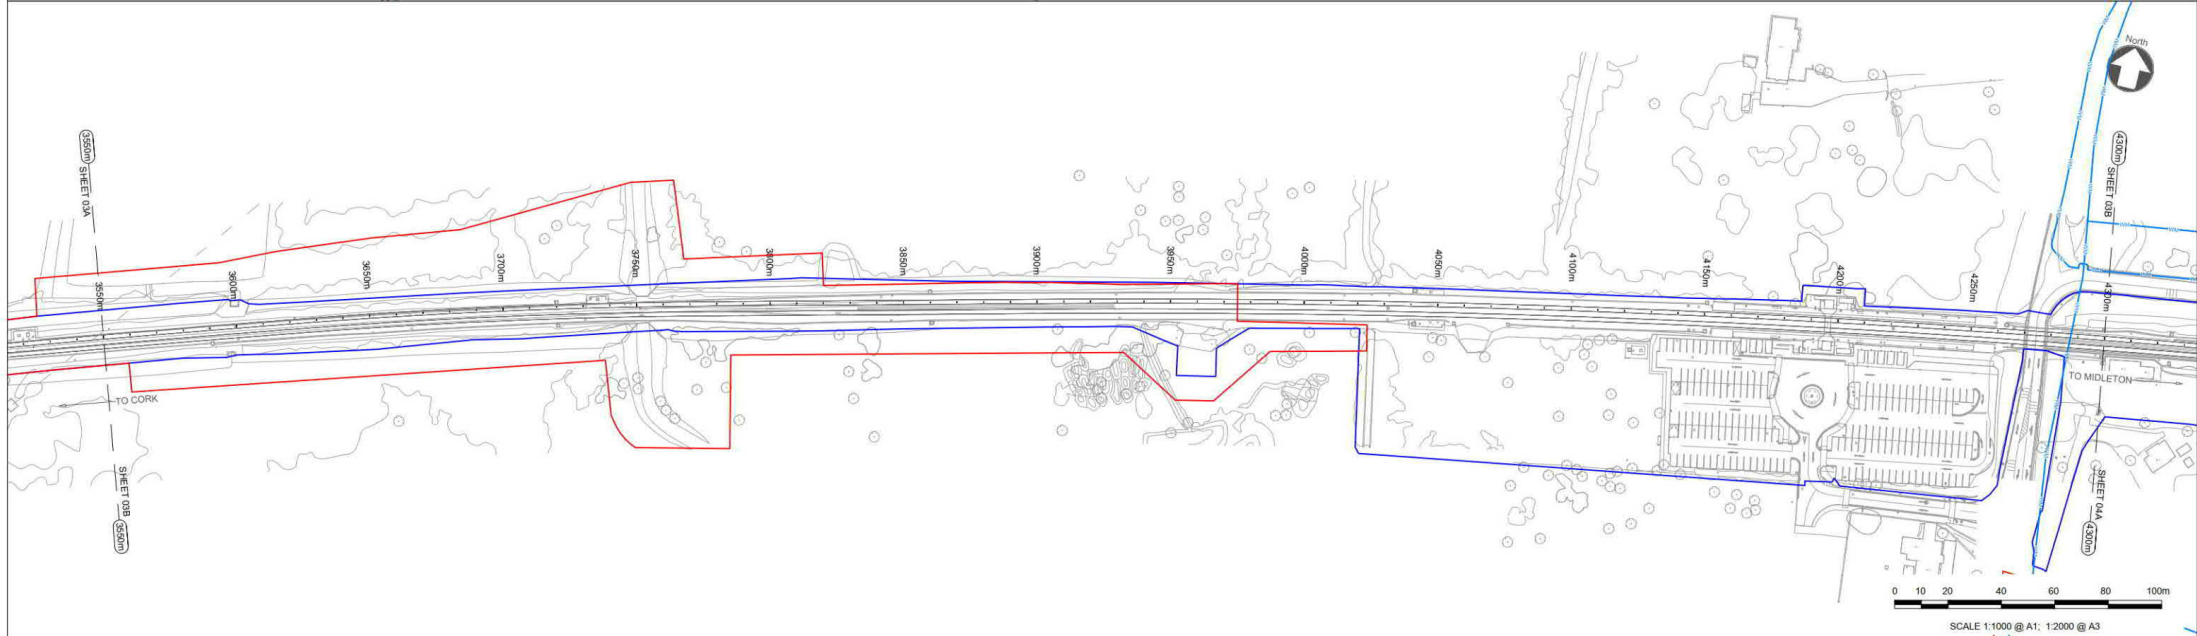 North
3550m
SHEET 03A
4300m
SHEET 03B
3550m
3600m
3650m
3700m
3750m
3800m
3850m
3900m
3950m
4000m
4050m
4100m
4150m
4200m
4250m
4300m
TO CORK
TO MIDLETON
SHEET 03B
3550m
SHEET 04A
4300m
0 10 20 40 60 80 100m
SCALE 1:1000 @ A1; 1:2000 @ A3